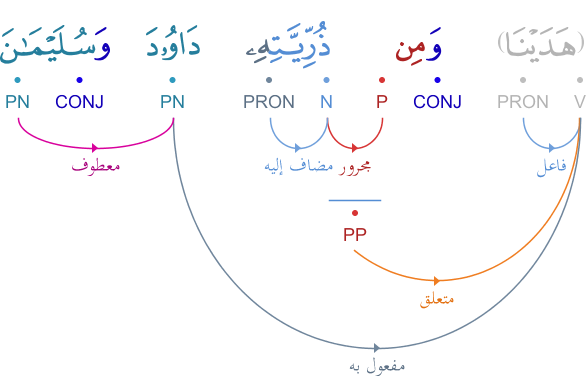 (هَدَيْنَا) وَمِن ذُرِّيَّتِهِۦ دَاوُۥدَ وَسُلَيْمَـٰنَ
V PRON CONJ P N PRON PN CONJ PN
فاعل مجرور مضاف إليه معطوف
PP
متعلق
مفعول به